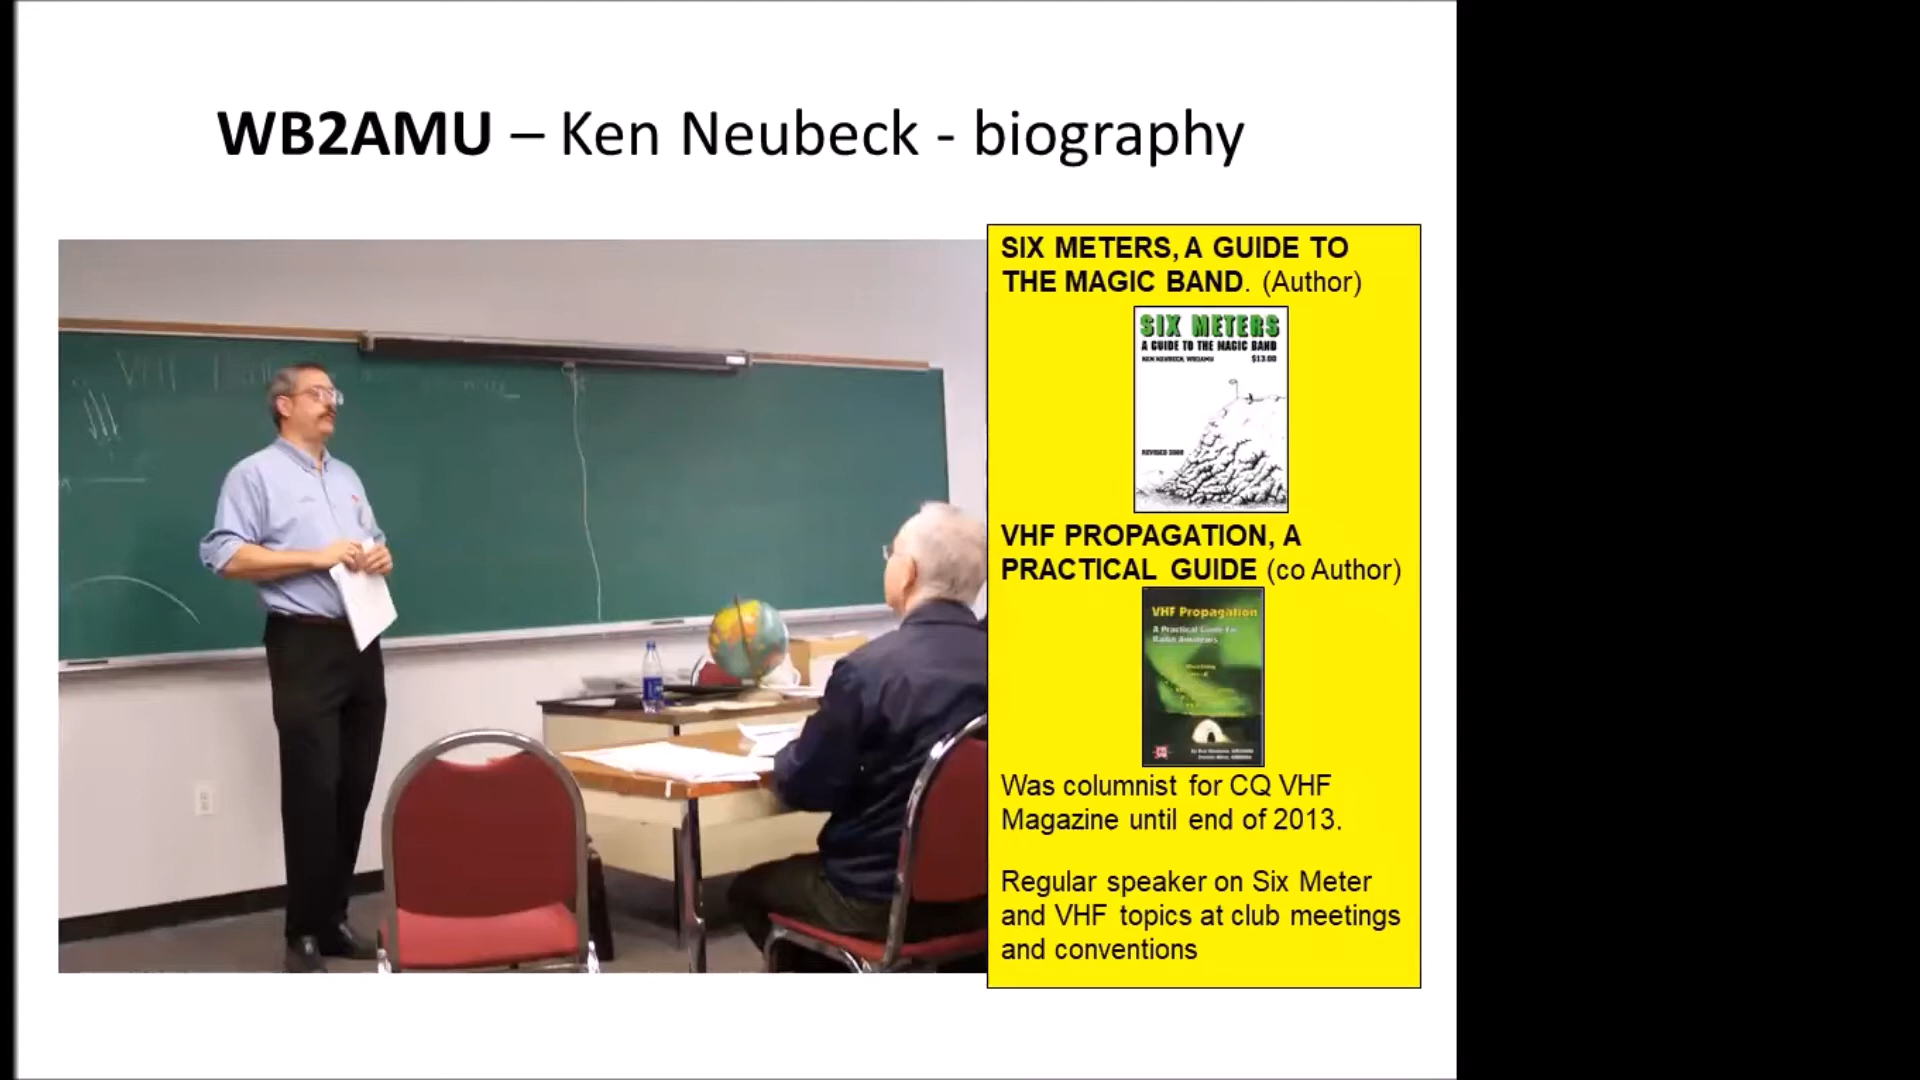 WB2AMU – Ken Neubeck - biography
VHF
SIX METERS, A GUIDE TO
THE MAGIC BAND. (Author)
SIX METERS
A GUIDE TO THE MAGIC BAND
KEN NEUBECK, WB2AMU $13.00
REVISED
VHF PROPAGATION, A
PRACTICAL GUIDE (co Author)
VHF Propagation
A Practical Guide for
Radio Amateurs
Was columnist for CQ VHF
Magazine until end of 2013.
Regular speaker on Six Meter
and VHF topics at club meetings
and conventions